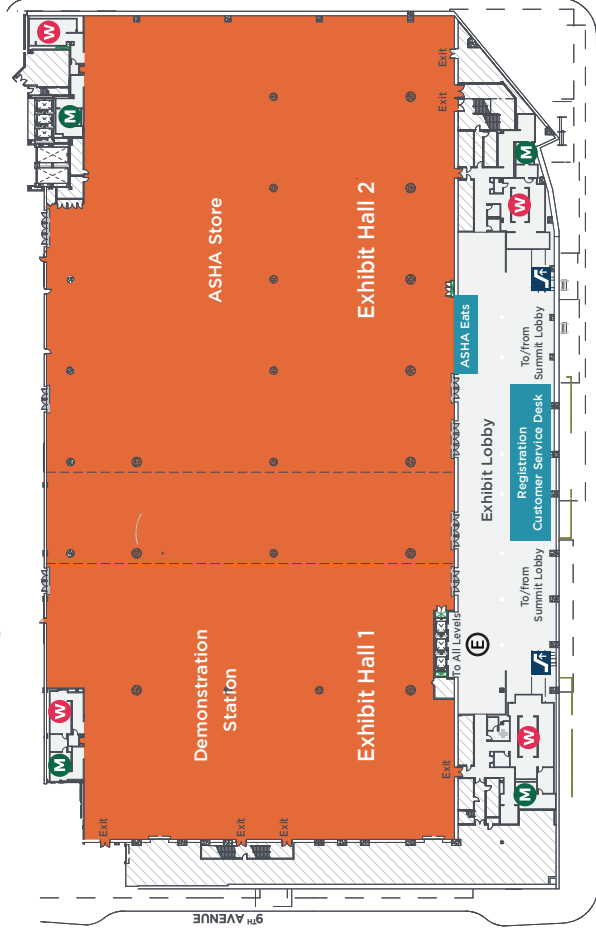 W
M
Exit
Exit
M
W
ASHA Store
Exhibit Hall 2
ASHA Eats
To/from
Summit Lobby
Exhibit Lobby
Registration
Customer Service Desk
To/from
Summit Lobby
To All Levels
E
Demonstration
Station
Exhibit Hall 1
W
M
W
M
Exit
Exit
Exit
Exit
9TH AVENUE